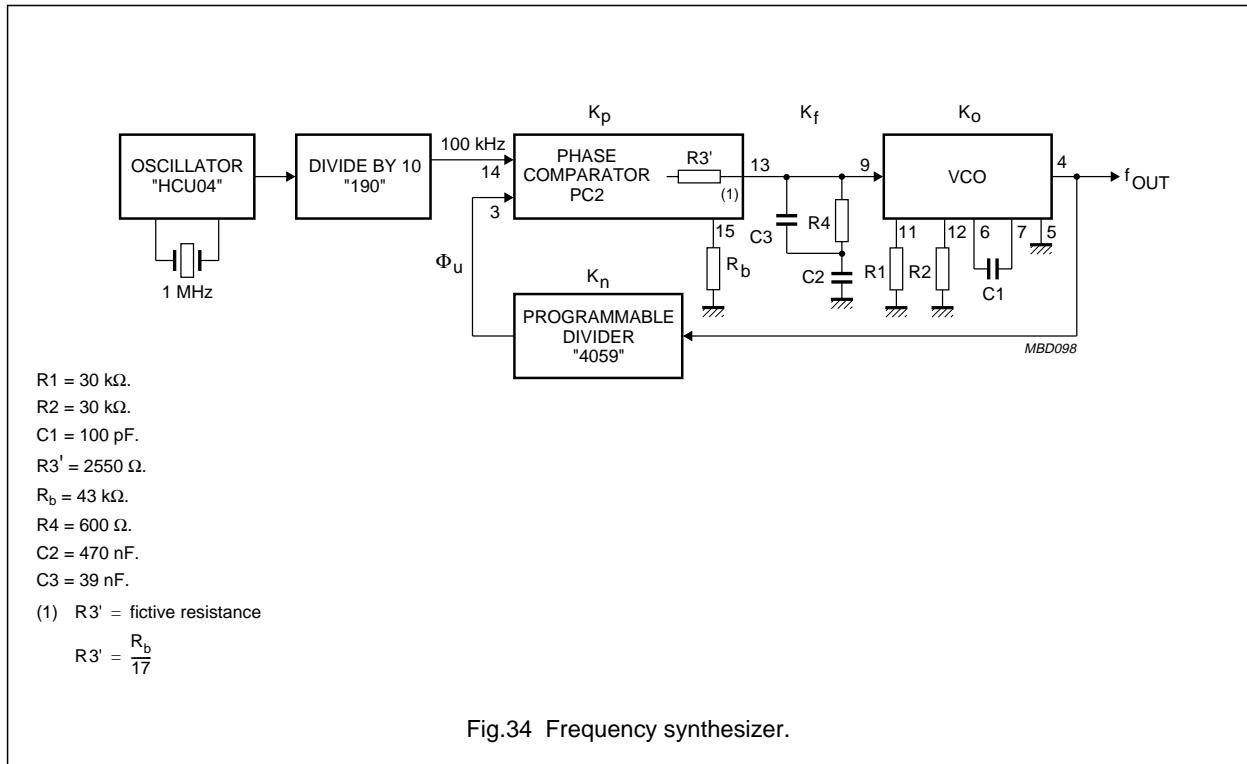 Kp
Kf
Ko
OSCILLATOR
"HCU04"
DIVIDE BY 10
"190"
100 kHz
14
3
PHASE
COMPARATOR
PC2
R3'
(1)
13
9
VCO
4
fOUT
15
Rb
C3
R4
C2
11
12
6
7
5
R1
R2
C1
1 MHz
Φu
Kn
PROGRAMMABLE
DIVIDER
"4059"
MBD098
R1 = 30 kΩ.
R2 = 30 kΩ.
C1 = 100 pF.
R3' = 2550 Ω.
Rb = 43 kΩ.
R4 = 600 Ω.
C2 = 470 nF.
C3 = 39 nF.
(1) R3' = fictive resistance
R3' = Rb
17
Fig.34 Frequency synthesizer.